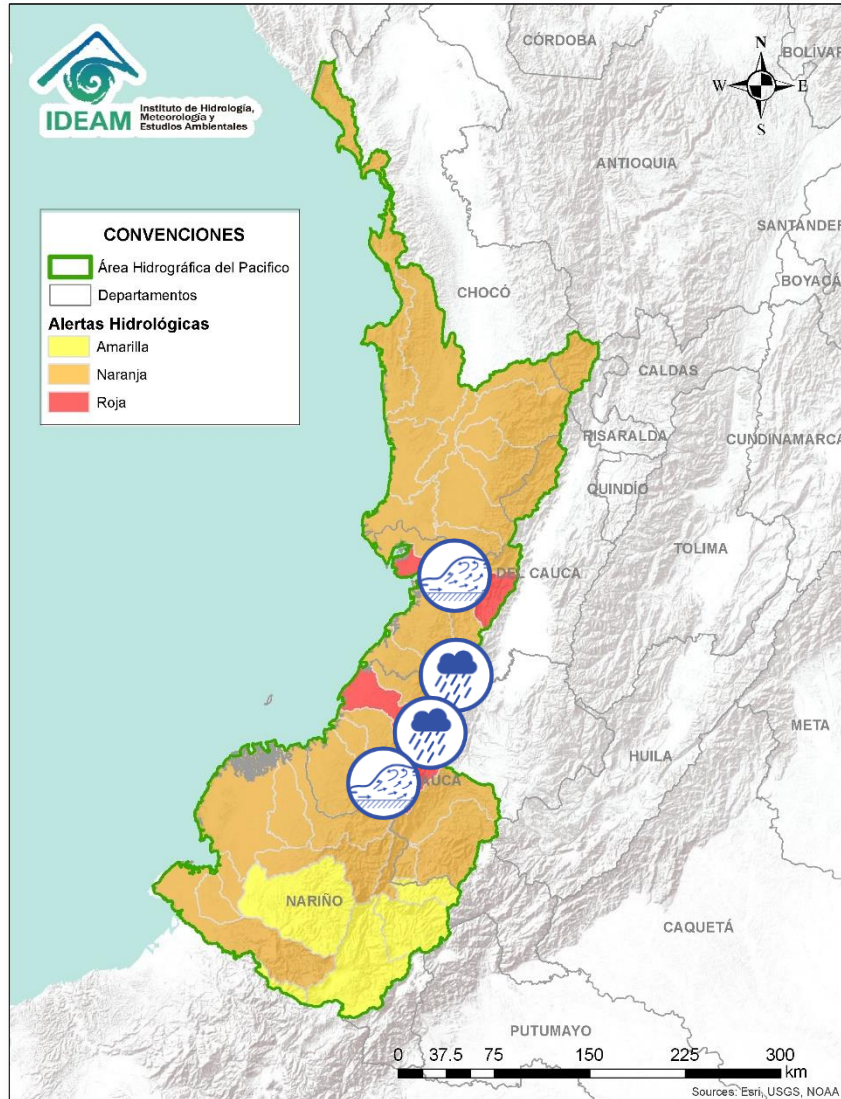 IDEAM
Instituto de Hidrología,
Meteorología y
Estudios Ambientales
CONVENCIONES
Área Hidrográfica del Pacifico
Departamentos
Alertas Hidrológicas
Amarilla
Naranja
Roja
N
W
E
S
CÓRDOBA
BOLÍVAR
ANTIOQUIA
SANTANDER
BOYACÁ
CHOCÓ
CALDAS
RISARALDA
CUNDINAMARCA
QUINDÍO
TOLIMA
DEL CAUCA
META
HUILA
AUCA
NARIÑO
CAQUETÁ
PUTUMAYO
0 37.5 75 150 225 300
km
Sources: Esri, USGS, NOAA